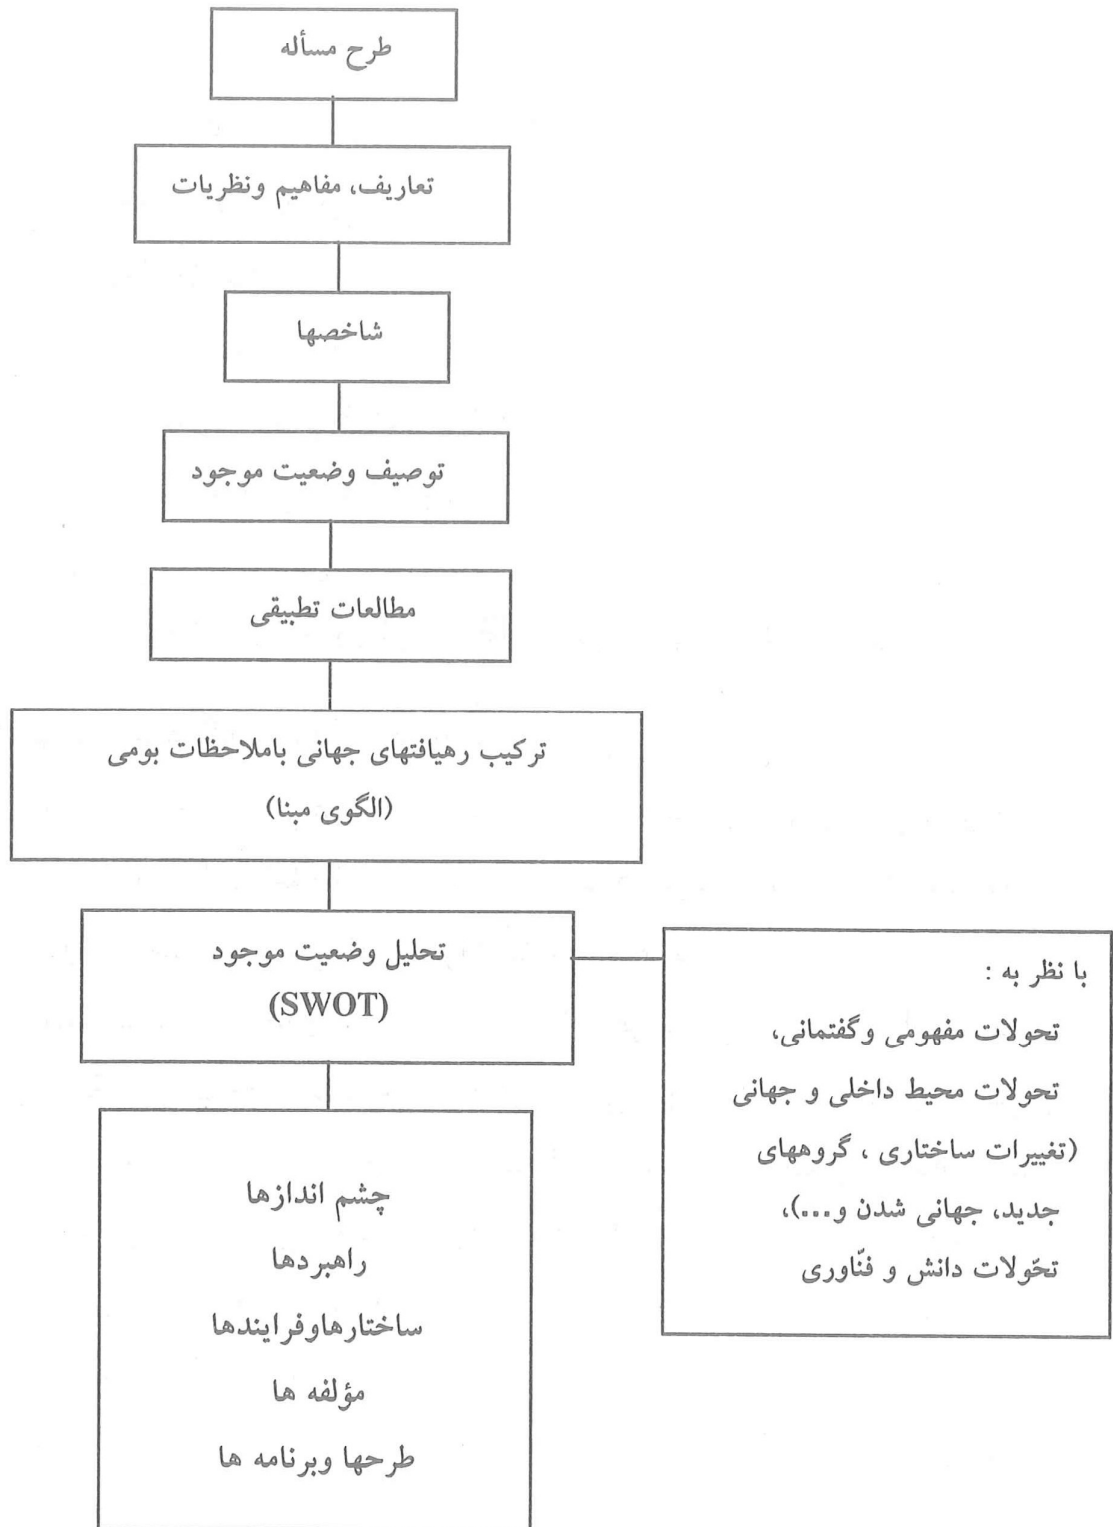 طرح مسأله
تعاریف، مفاهیم ونظریات
شاخصها
توصیف وضعیت موجود
مطالعات تطبیقی
ترکیب رهیافتهای جهانی باملاحظات بومی
(الگوی مبنا)
تحلیل وضعیت موجود
(SWOT)
با نظر به :
تحولات مفهومی وگفتمانی،
تحولات محیط داخلی و جهانی
(تغییرات ساختاری ، گروههای
جدید، جهانی شدن و...)،
تحّولات دانش و فنّاوری
چشم اندازها
راهبردها
ساختارهاوفرایندها
مؤلفه ها
طرحها وبرنامه ها